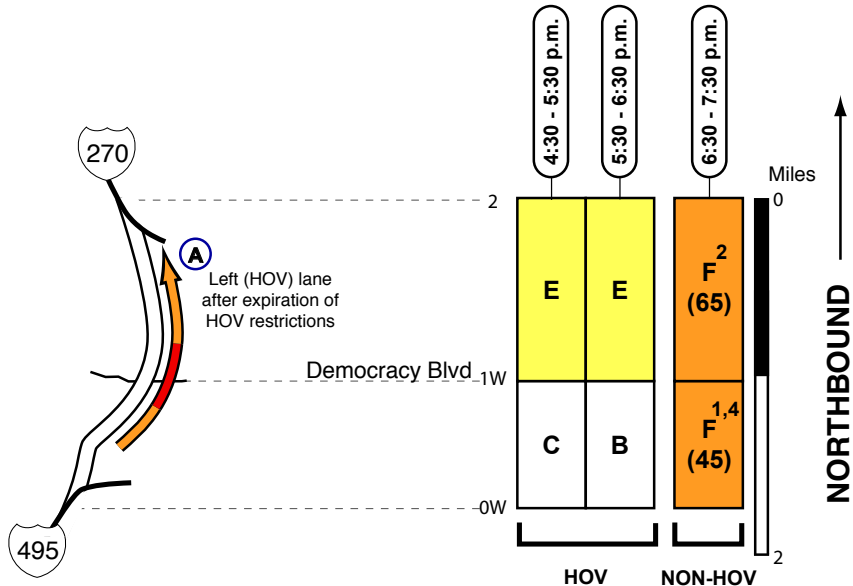 4:30 - 5:30 p.m.
5:30 - 6:30 p.m.
6:30 - 7:30 p.m.
270
Miles
2
0
A
Left (HOV) lane
after expiration of
HOV restrictions
E
E
F2
(65)
Democracy Blvd
1W
C
B
F1,4
(45)
NORTHBOUND
0W
495
2
HOV
NON-HOV